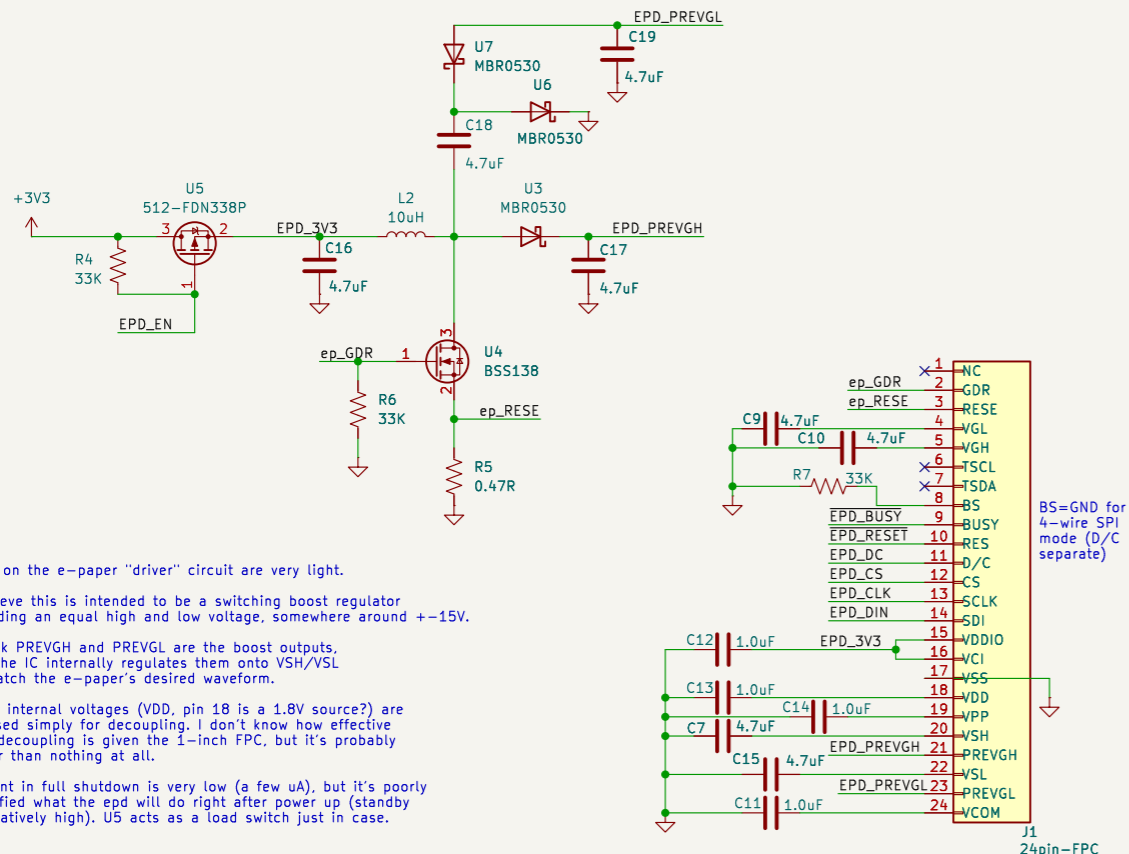 EPD_PREVGL
C19
4.7uF
U7
MBR0530
U6
MBR0530
C18
4.7uF
+3V3
U5
512-FDN338P
3
2
1
R4
33K
EPD_EN
EPD_3V3
C16
4.7uF
L2
10uH
U3
MBR0530
EPD_PREVGH
C17
4.7uF
ep_GDR
1
3
2
U4
BSS138
R6
33K
ep_RESE
R5
0.47R
ep_GDR
ep_RESE
C9
4.7uF
C10
4.7uF
R7
33K
EPD_BUSY
EPD_RESET
EPD_DC
EPD_CS
EPD_CLK
EPD_DIN
C12
1.0uF
EPD_3V3
C13
1.0uF
C14
1.0uF
C7
4.7uF
EPD_PREVGH
C15
4.7uF
EPD_PREVGL
C11
1.0uF
1 NC
2 GDR
3 RESE
4 VGL
5 VGH
6 TSCL
7 TSDA
8 BS
9 BUSY
10 RES
11 D/C
12 CS
13 SCLK
14 SDI
15 VDDIO
16 VCI
17 VSS
18 VDD
19 VPP
20 VSH
21 PREVGH
22 VSL
23 PREVGL
24 VCOM
J1
24pin-FPC
BS=GND for
4-wire SPI
mode (D/C
separate)
on the e-paper "driver" circuit are very light.
eve this is intended to be a switching boost regulator
ding an equal high and low voltage, somewhere around +-15V.
k PREVGH and PREVGL are the boost outputs,
he IC internally regulates them onto VSH/VSL
atch the e-paper's desired waveform.
internal voltages (VDD, pin 18 is a 1.8V source?) are
sed simply for decoupling. I don't know how effective
decoupling is given the 1-inch FPC, but it's probably
r than nothing at all.
nt in full shutdown is very low (a few uA), but it's poorly
fied what the epd will do right after power up (standby
atively high). U5 acts as a load switch just in case.